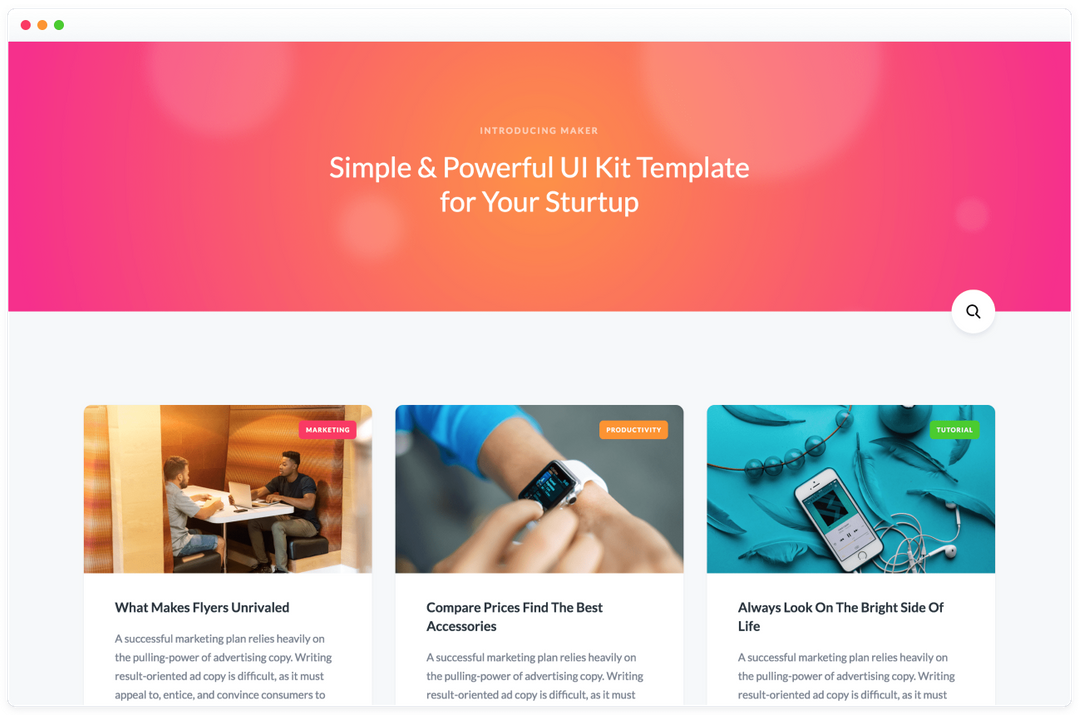 INTRODUCING MAKER
Simple & Powerful UI Kit Template
for Your Sturtup
MARKETING
PRODUCTIVITY
TUTORIAL
What Makes Flyers Unrivaled
A successful marketing plan relies heavily on
the pulling-power of advertising copy. Writing
result-oriented ad copy is difficult, as it must
appeal to, entice, and convince consumers to
Compare Prices Find The Best
Accessories
A successful marketing plan relies heavily on
the pulling-power of advertising copy. Writing
result-oriented ad copy is difficult, as it must
Always Look On The Bright Side Of
Life
A successful marketing plan relies heavily on
the pulling-power of advertising copy. Writing
result-oriented ad copy is difficult, as it must